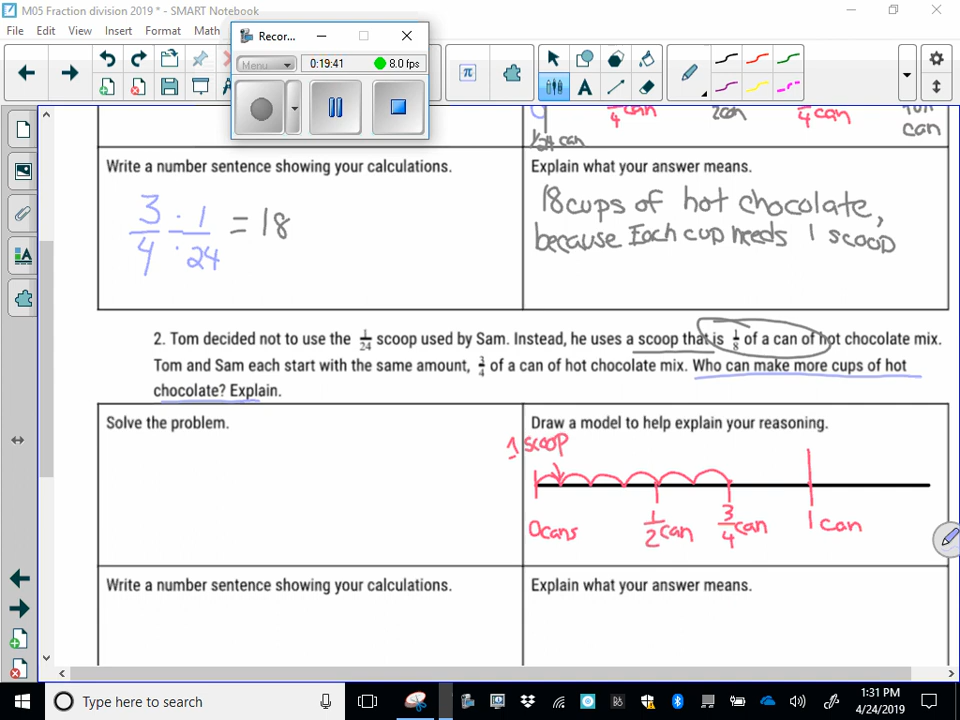 M05 Fraction division 2019 * - SMART Notebook
File Edit View Insert Format Math
Recor...
Menu
0:19:41
8.0 fps
π
A
1/24 can
/4 can
2can
/4 can
can
Write a number sentence showing your calculations.
3/4 ÷ 1/24 = 18
Explain what your answer means.
18cups of hot chocolate,
because Each cup needs 1 scoop
2. Tom decided not to use the 1/24 scoop used by Sam. Instead, he uses a scoop that is 1/8 of a can of hot chocolate mix.
Tom and Sam each start with the same amount, 3/4 of a can of hot chocolate mix. Who can make more cups of hot
chocolate? Explain.
Solve the problem.
Draw a model to help explain your reasoning.
1 scoop
0cans 1/2 can 3/4 can 1 can
Write a number sentence showing your calculations.
Explain what your answer means.
Type here to search
1:31 PM
4/24/2019